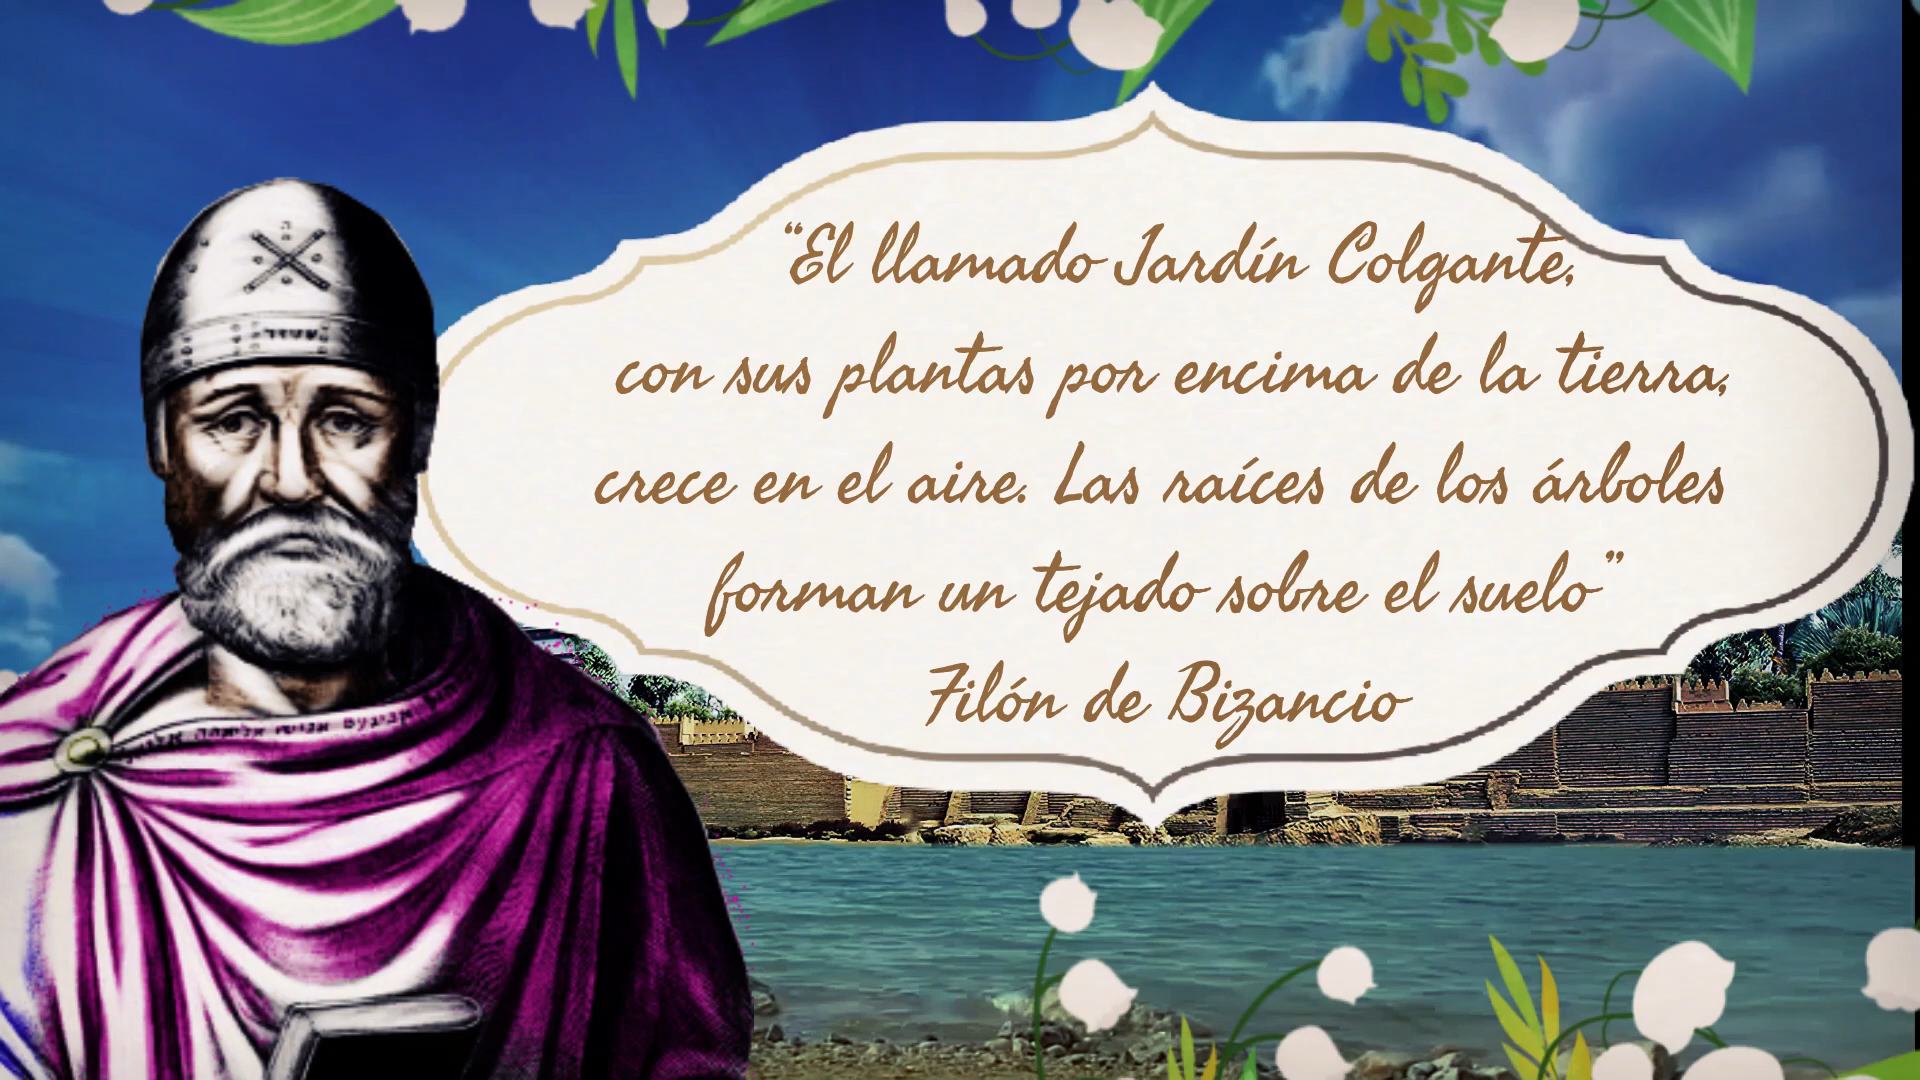 “El llamado Jardín Colgante,
con sus plantas por encima de la tierra,
crece en el aire. Las raíces de los árboles
forman un tejado sobre el suelo”
Filón de Bizancio